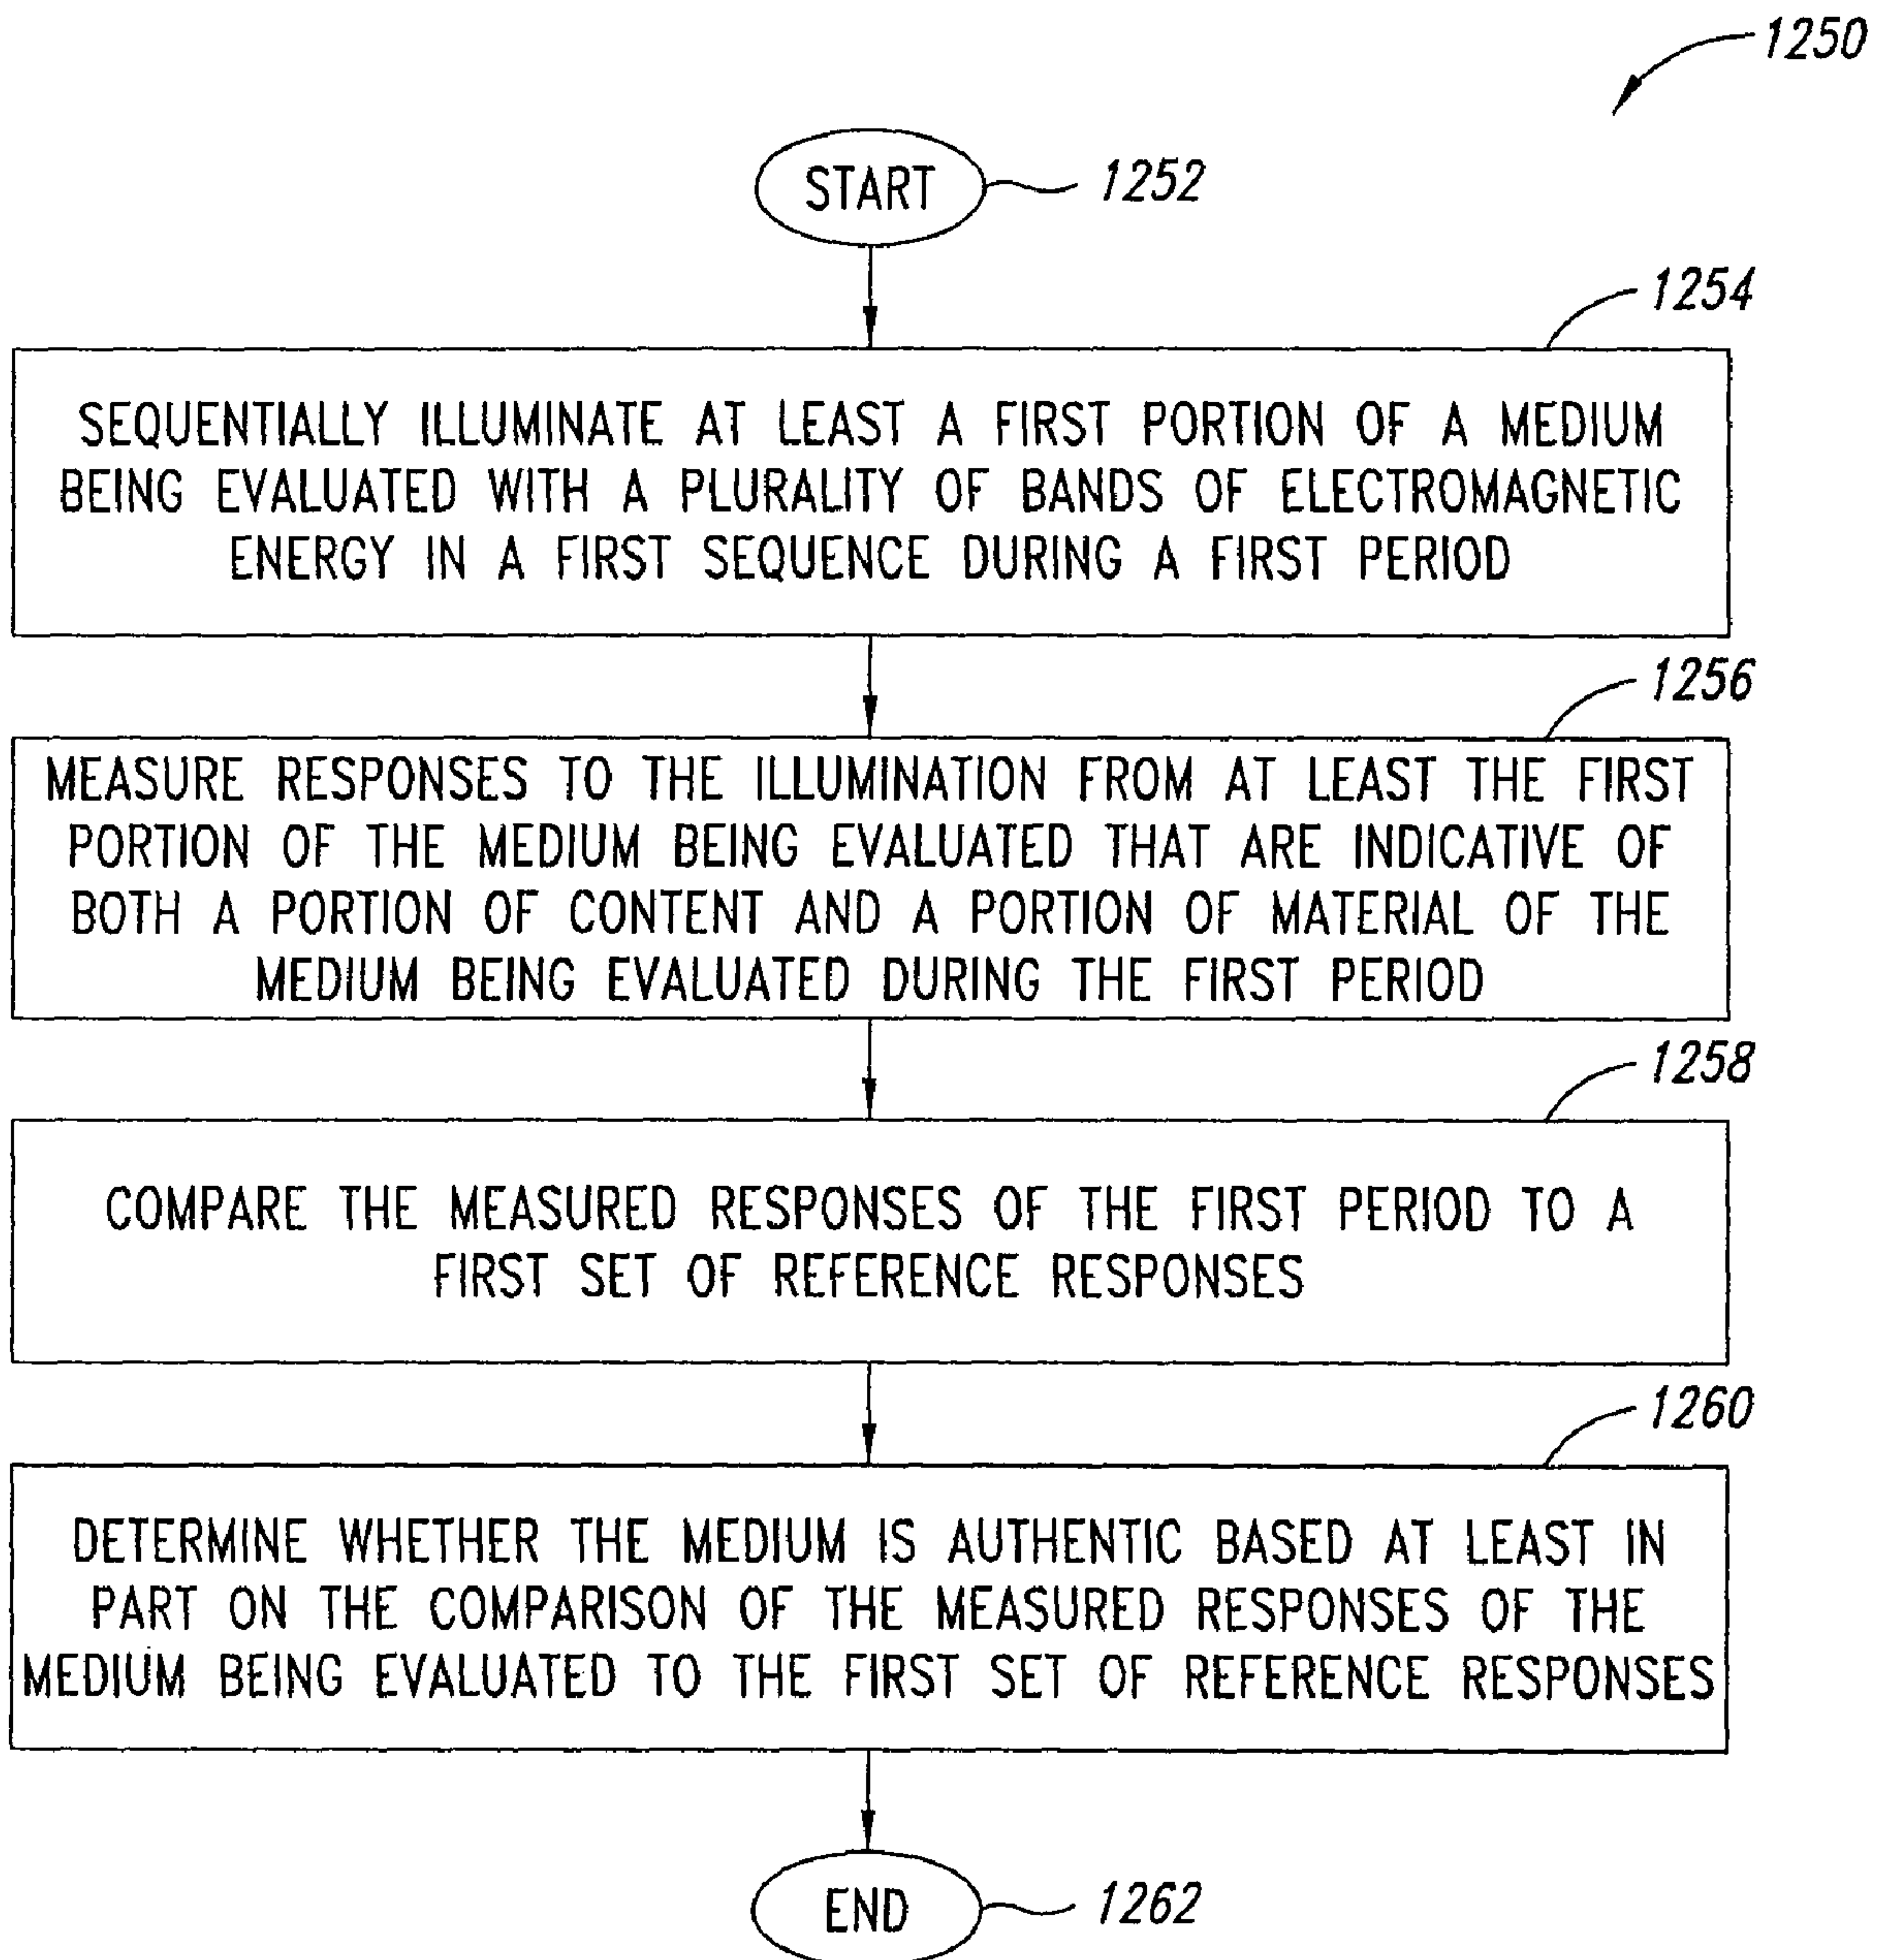 1250
START
1252
1254
SEQUENTIALLY ILLUMINATE AT LEAST A FIRST PORTION OF A MEDIUM
BEING EVALUATED WITH A PLURALITY OF BANDS OF ELECTROMAGNETIC
ENERGY IN A FIRST SEQUENCE DURING A FIRST PERIOD
1256
MEASURE RESPONSES TO THE ILLUMINATION FROM AT LEAST THE FIRST
PORTION OF THE MEDIUM BEING EVALUATED THAT ARE INDICATIVE OF
BOTH A PORTION OF CONTENT AND A PORTION OF MATERIAL OF THE
MEDIUM BEING EVALUATED DURING THE FIRST PERIOD
1258
COMPARE THE MEASURED RESPONSES OF THE FIRST PERIOD TO A
FIRST SET OF REFERENCE RESPONSES
1260
DETERMINE WHETHER THE MEDIUM IS AUTHENTIC BASED AT LEAST IN
PART ON THE COMPARISON OF THE MEASURED RESPONSES OF THE
MEDIUM BEING EVALUATED TO THE FIRST SET OF REFERENCE RESPONSES
END
1262